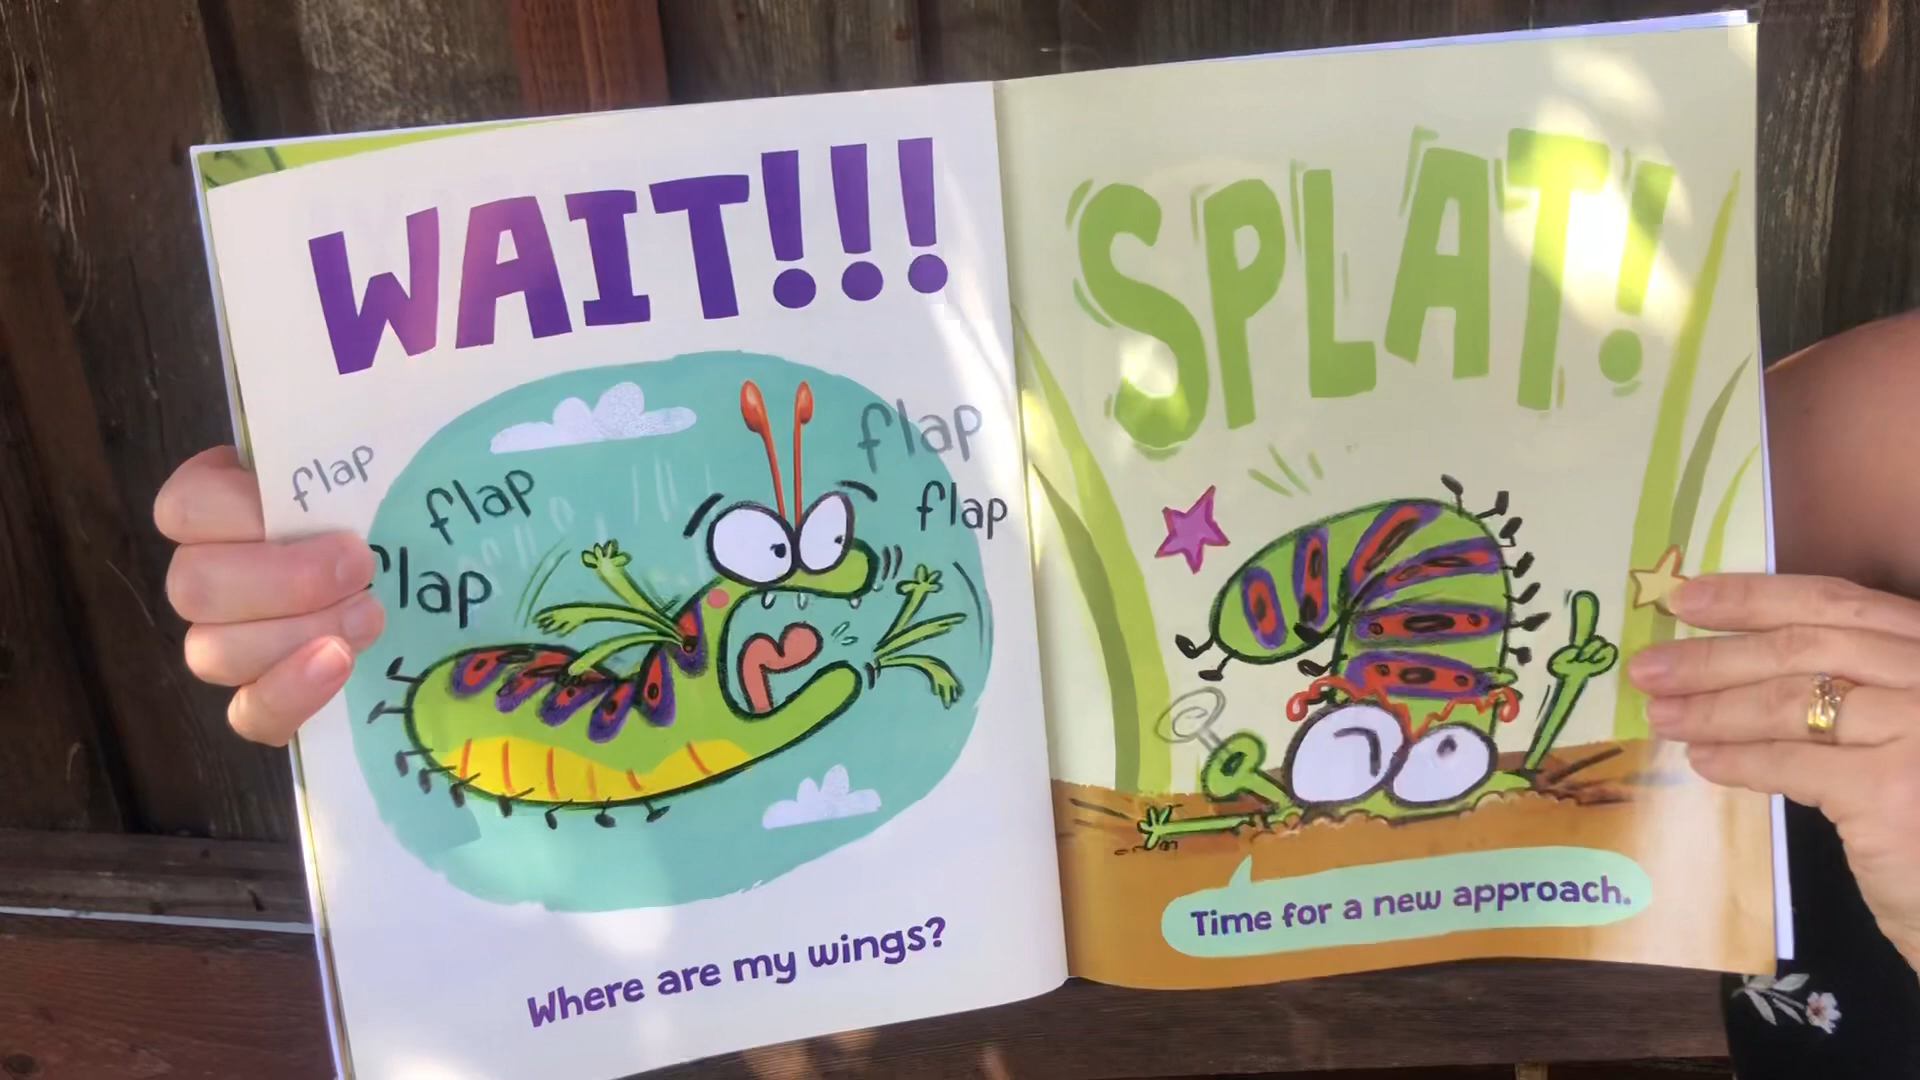 WAIT!!!
flap
flap
flap
flap
flap
Where are my wings?
SPLAT!
Time for a new approach.